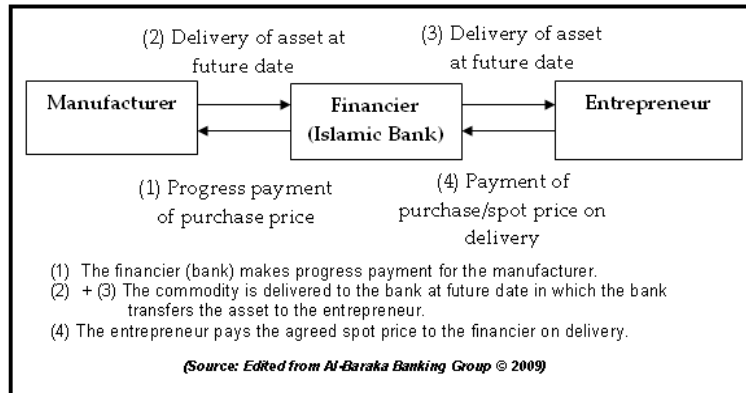 (2) Delivery of asset at
future date
(3) Delivery of asset
at future date
Manufacturer
Financier
(Islamic Bank)
Entrepreneur
(1) Progress payment
of purchase price
(4) Payment of
purchase/spot price on
delivery
(1) The financier (bank) makes progress payment for the manufacturer.
(2) + (3) The commodity is delivered to the bank at future date in which the bank
transfers the asset to the entrepreneur.
(4) The entrepreneur pays the agreed spot price to the financier on delivery.
(Source: Edited from Al-Baraka Banking Group © 2009)